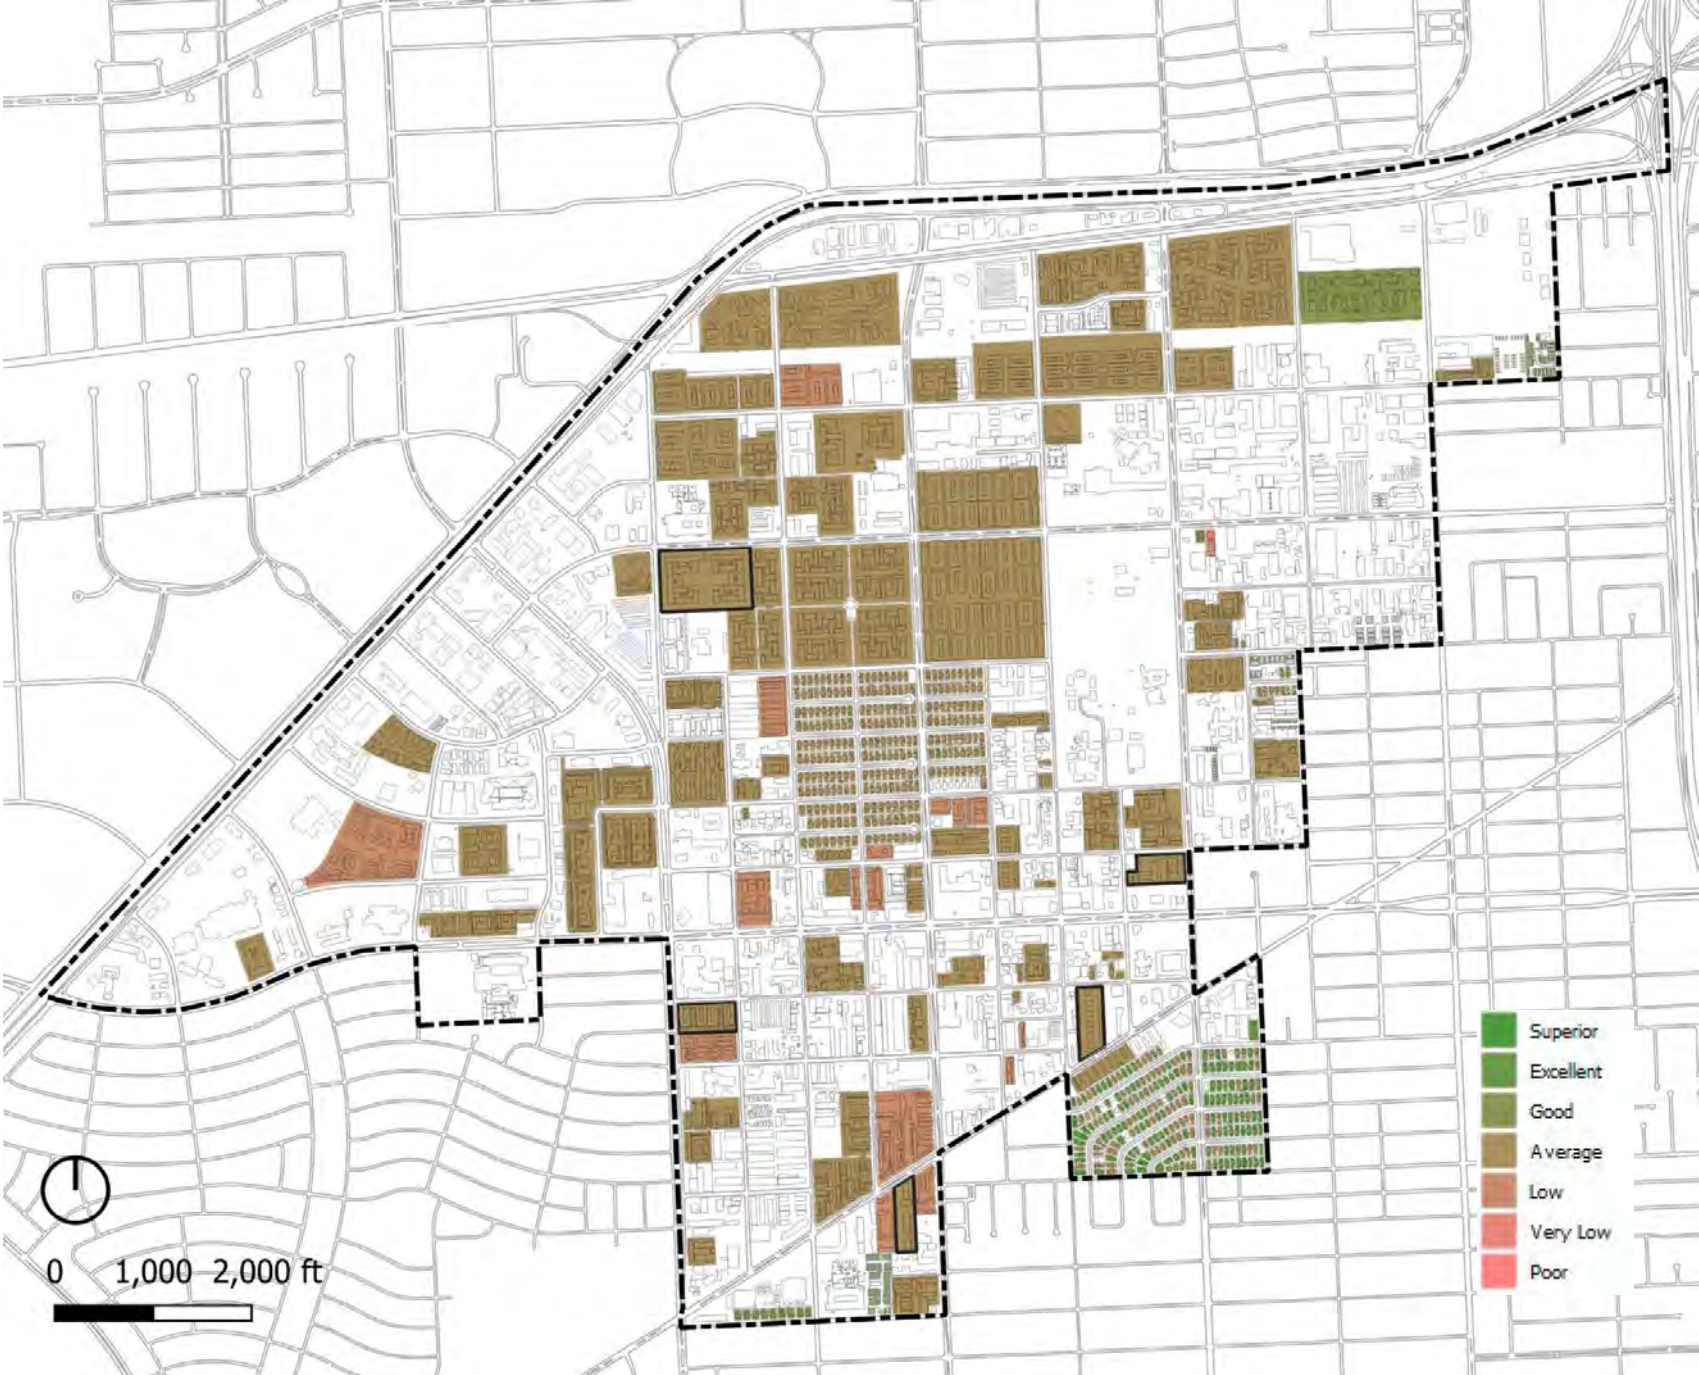 Superior
Excellent
Good
Average
Low
Very Low
Poor
0 1,000 2,000 ft